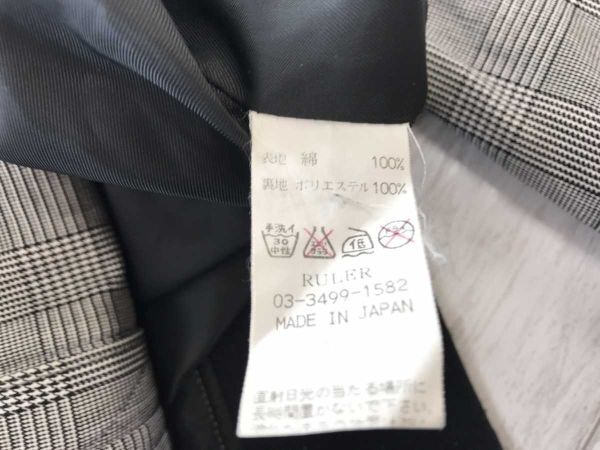 表地 綿 100%
裏地 ポリエステル 100%
手洗イ
30
中性
低
RULER
03-3499-1582
MADE IN JAPAN
直射日光の当たる場所に
長時間置かないで下さい。